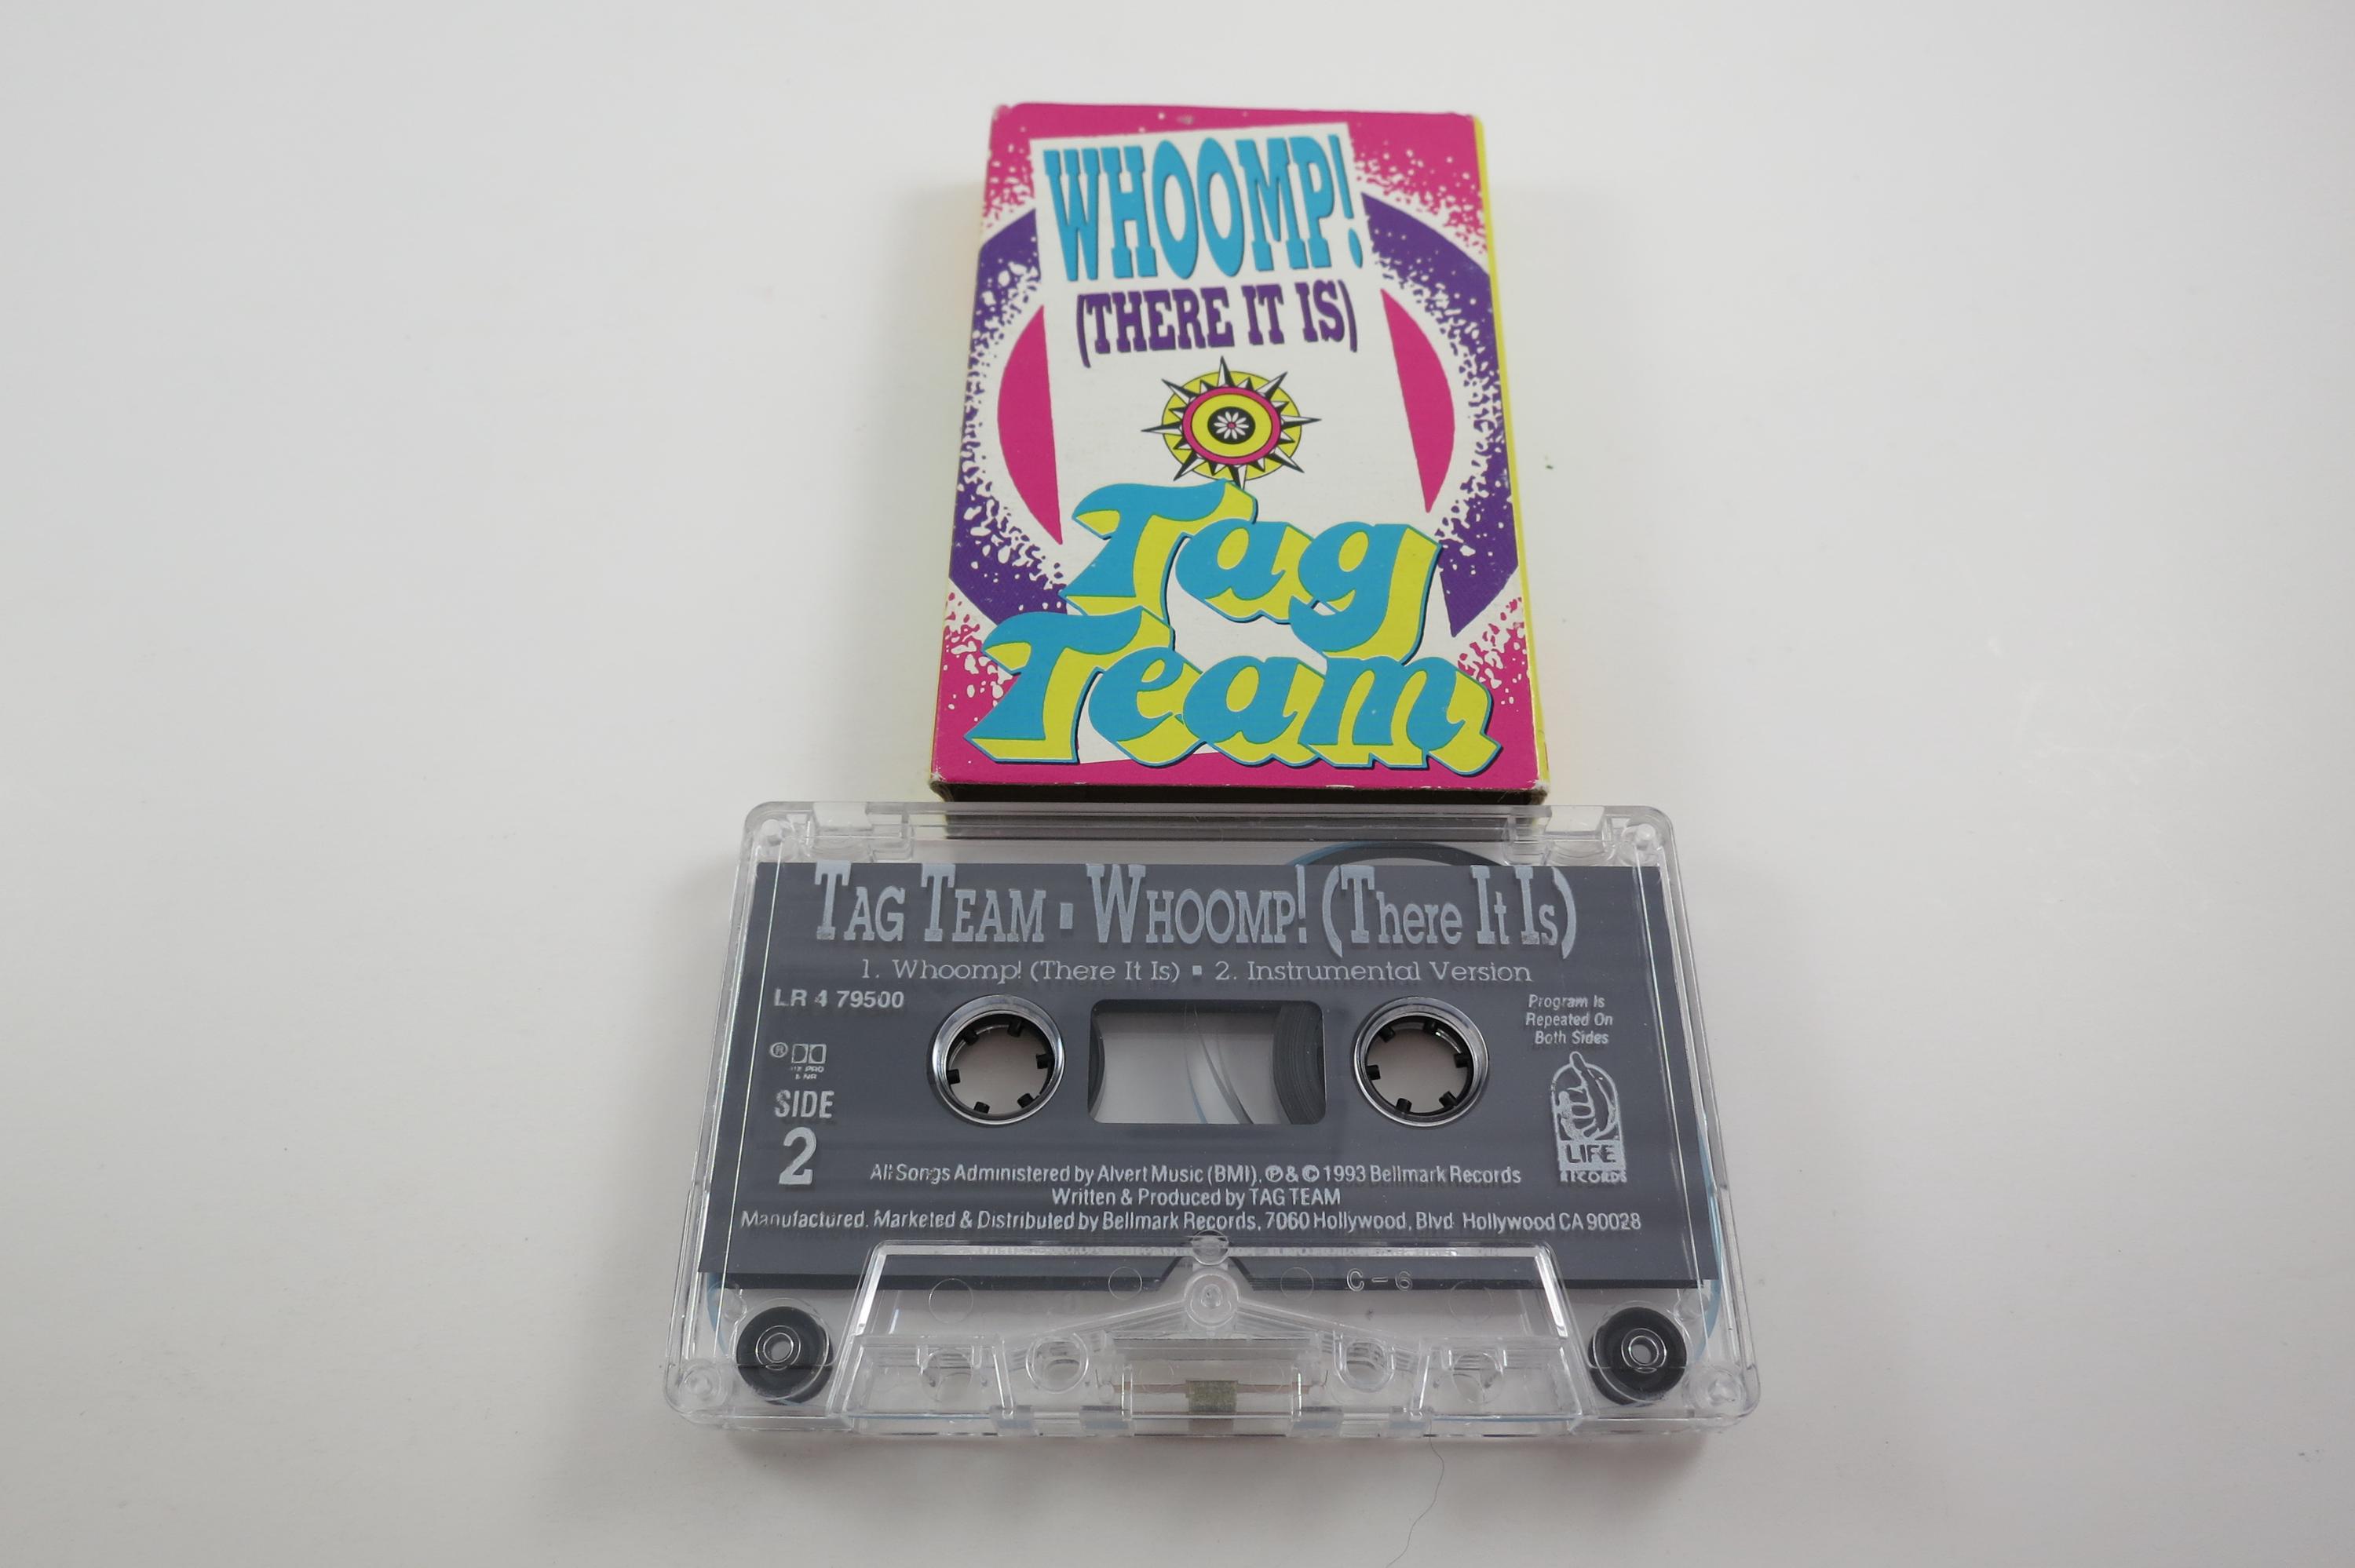 WHOOMP!
(THERE IT IS)
Tag
Team
TAG TEAM ▪ WHOOMP! (There It Is)
1. Whoomp! (There It Is) ▪ 2. Instrumental Version
LR 4 79500
Program Is
Repeated On
Both Sides
®
HX PRO
& NR
SIDE
2
LIFE
RECORDS
All Songs Administered by Alvert Music (BMI), ℗ & © 1993 Bellmark Records
Written & Produced by TAG TEAM
Manufactured, Marketed & Distributed by Bellmark Records, 7060 Hollywood, Blvd Hollywood CA 90028
C-6